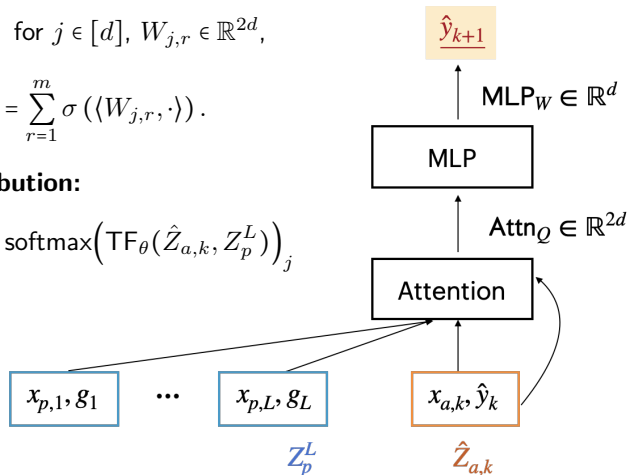 for j ∈ [d], W_{j,r} ∈ ℝ^{2d},
= ∑_{r=1}^{m} σ (⟨W_{j,r}, ·⟩) .
bution:
softmax(TF_θ(Ẑ_{a,k}, Z_p^L))_j
ŷ_{k+1}
MLP_W ∈ ℝ^d
MLP
Attn_Q ∈ ℝ^{2d}
Attention
x_{p,1}, g_1 ... x_{p,L}, g_L x_{a,k}, ŷ_k
Z_p^L Ẑ_{a,k}